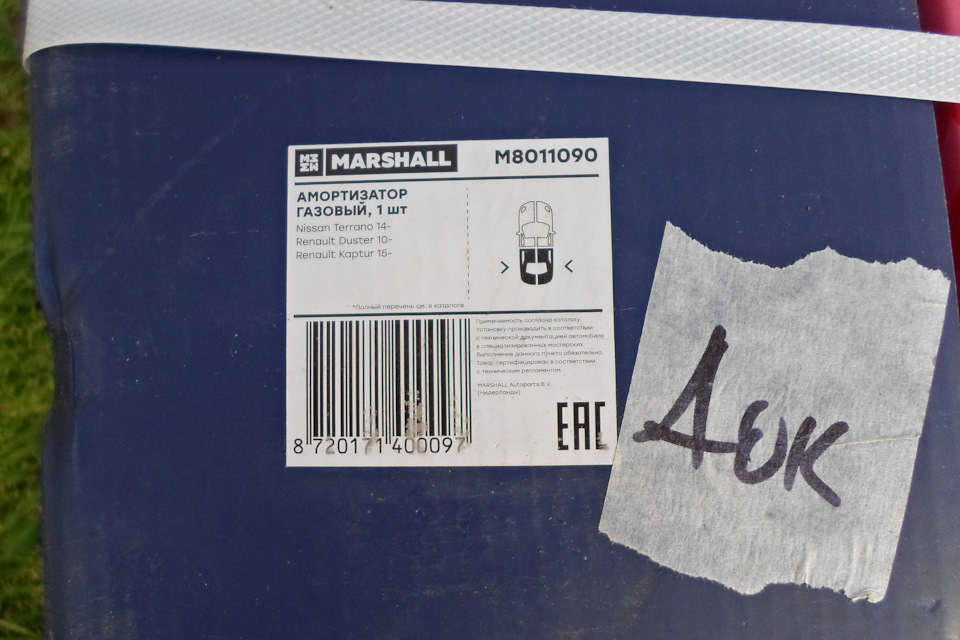 MARSHALL
M8011090
АМОРТИЗАТОР
ГАЗОВЫЙ, 1 шт
Nissan Terrano 14-
Renault Duster 10-
Renault Kaptur 15-
*Полный перечень см. в каталоге
Применяемость согласно каталогу
Установку производить в соответствии
с технической документацией автомобиля
в специализированных мастерских.
Выполнение данного пункта обязательно.
Товар сертифицирован в соответствии
с техническим регламентом.
MARSHALL Autoparts B.V.
(Нидерланды)
EAC
8 720171 400097
Док